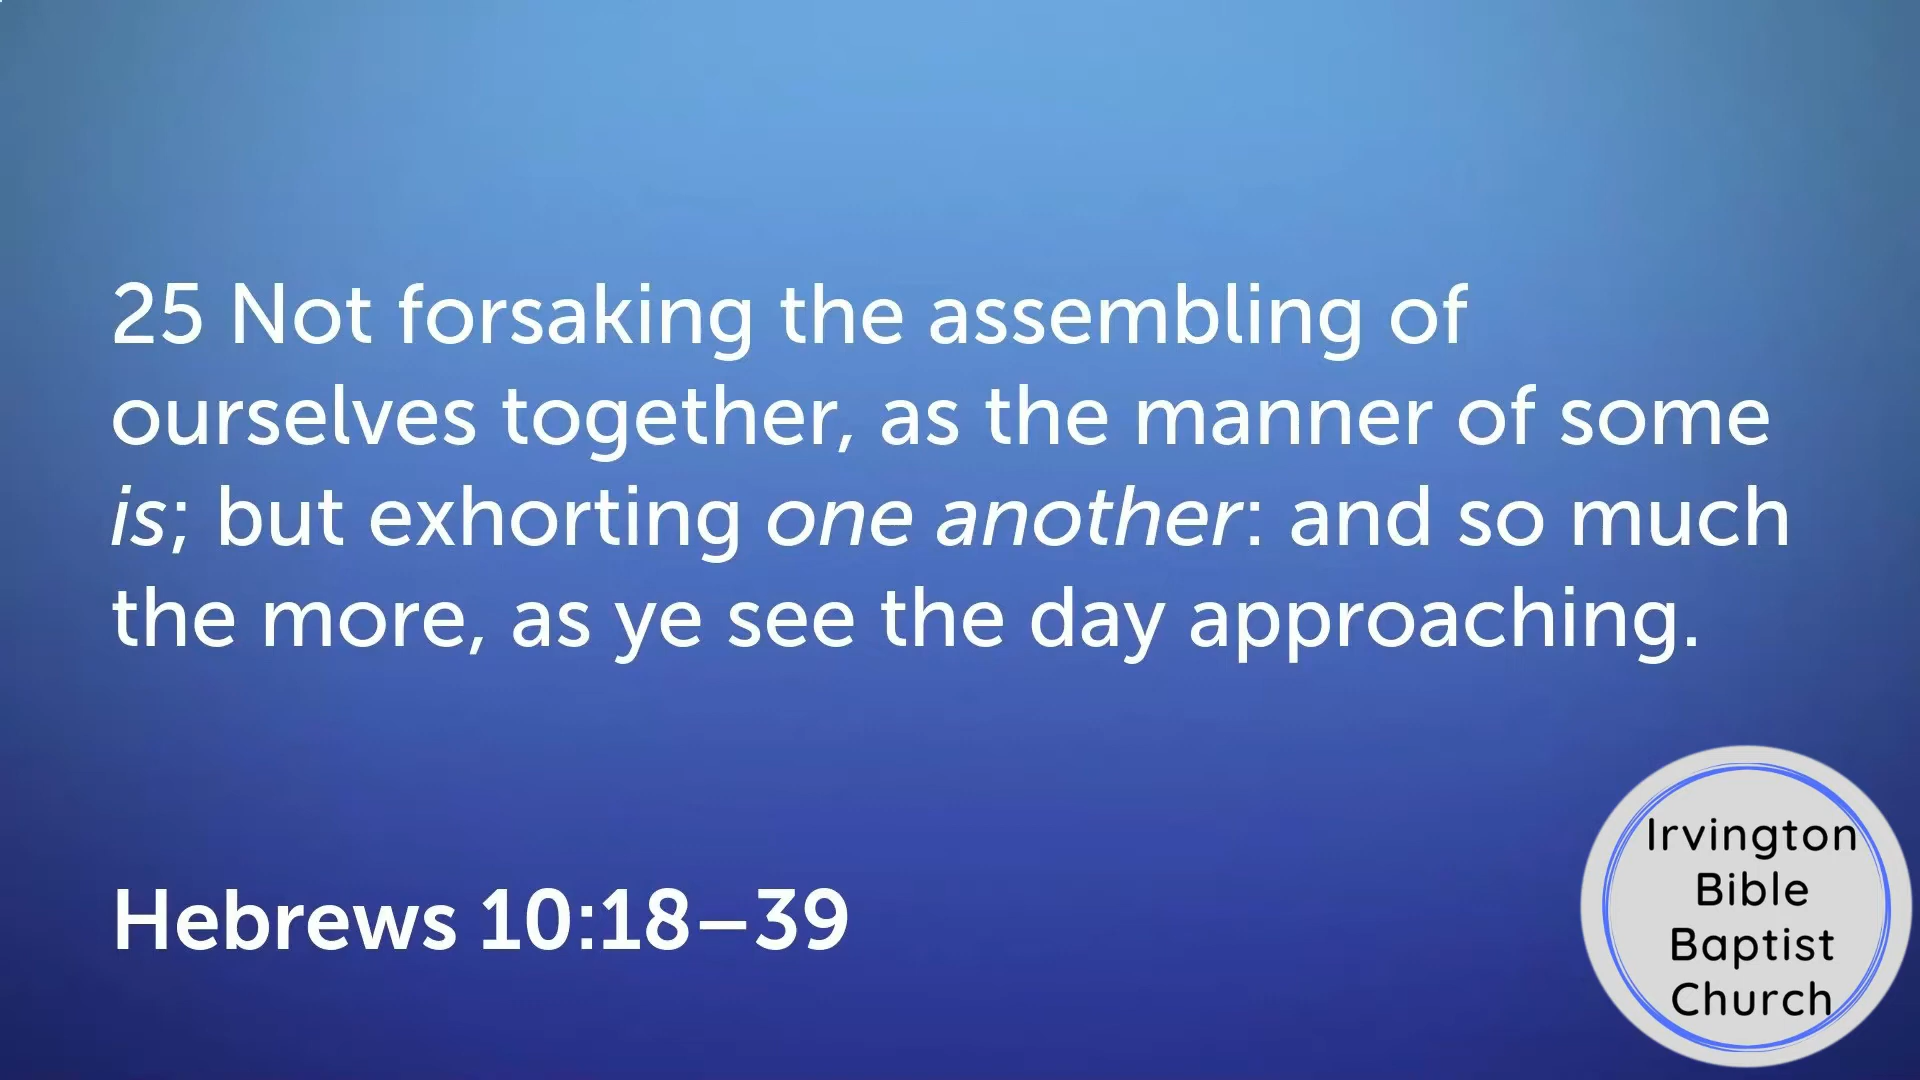 25 Not forsaking the assembling of
ourselves together, as the manner of some
is; but exhorting one another: and so much
the more, as ye see the day approaching.
Hebrews 10:18–39
Irvington
Bible
Baptist
Church